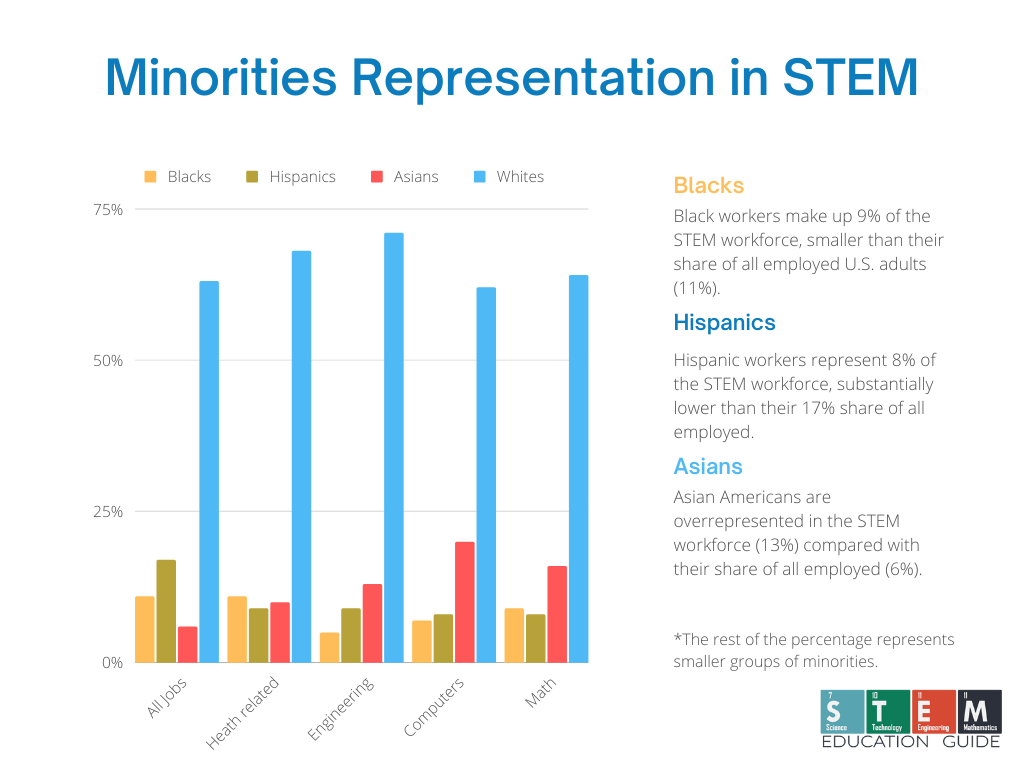 Minorities Representation in STEM
Blacks Hispanics Asians Whites
75%
50%
25%
0%
All Jobs
Heath related
Engineering
Computers
Math
Blacks
Black workers make up 9% of the
STEM workforce, smaller than their
share of all employed U.S. adults
(11%).
Hispanics
Hispanic workers represent 8% of
the STEM workforce, substantially
lower than their 17% share of all
employed.
Asians
Asian Americans are
overrepresented in the STEM
workforce (13%) compared with
their share of all employed (6%).
*The rest of the percentage represents
smaller groups of minorities.
7 10 11 11
S T E M
Science Technology Engineering Mathematics
EDUCATION GUIDE